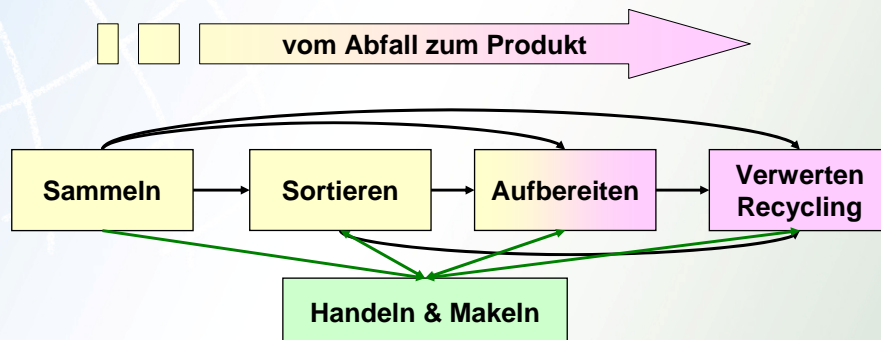 vom Abfall zum Produkt
Sammeln
Sortieren
Aufbereiten
Verwerten
Recycling
Handeln & Makeln